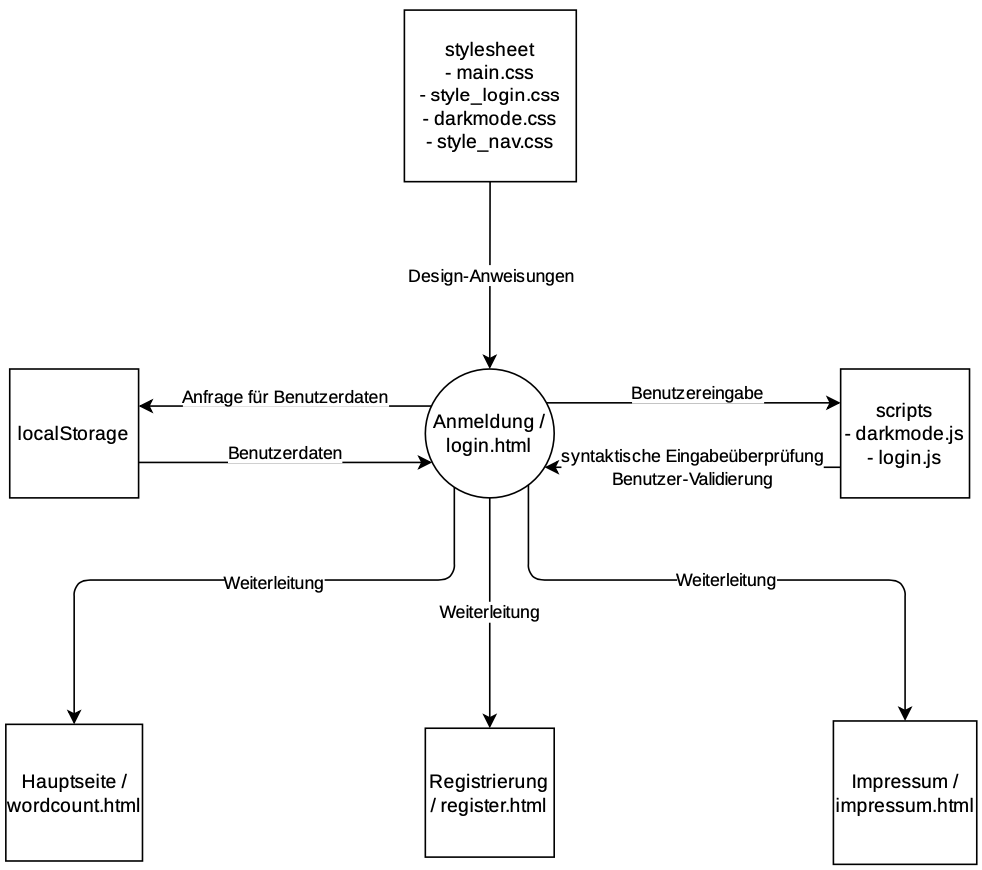 stylesheet
- main.css
- style_login.css
- darkmode.css
- style_nav.css
Design-Anweisungen
Anfrage für Benutzerdaten
Benutzereingabe
localStorage
Anmeldung /
login.html
scripts
- darkmode.js
- login.js
Benutzerdaten
syntaktische Eingabeüberprüfung
Benutzer-Validierung
Weiterleitung
Weiterleitung
Weiterleitung
Hauptseite /
wordcount.html
Registrierung
/ register.html
Impressum /
impressum.html